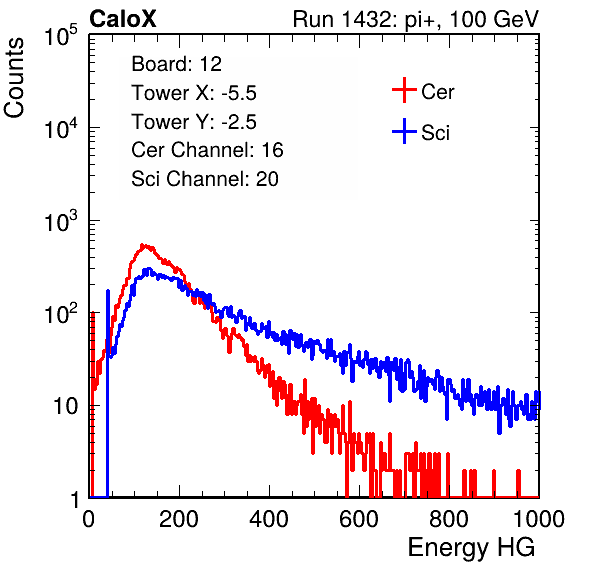 CaloX Run 1432: pi+, 100 GeV
Counts
Board: 12
Tower X: -5.5
Tower Y: -2.5
Cer Channel: 16
Sci Channel: 20
Cer
Sci
10^5
10^4
10^3
10^2
10
1
0 200 400 600 800 1000
Energy HG